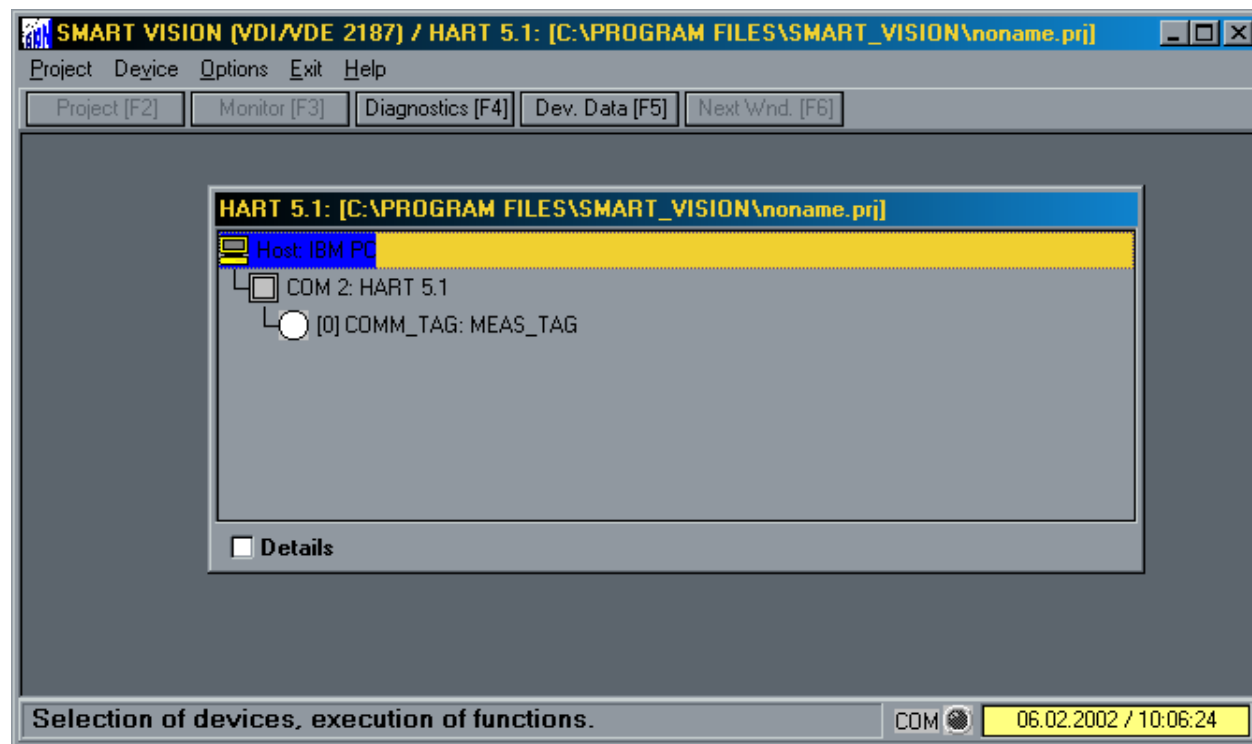 SMART VISION (VDI/VDE 2187) / HART 5.1: [C:\PROGRAM FILES\SMART_VISION\noname.prj]
Project Device Options Exit Help
Project [F2] Monitor [F3] Diagnostics [F4] Dev. Data [F5] Next Wnd. [F6]
HART 5.1: [C:\PROGRAM FILES\SMART_VISION\noname.prj]
Host: IBM PC
COM 2: HART 5.1
[0] COMM_TAG: MEAS_TAG
Details
Selection of devices, execution of functions. COM 06.02.2002 / 10:06:24